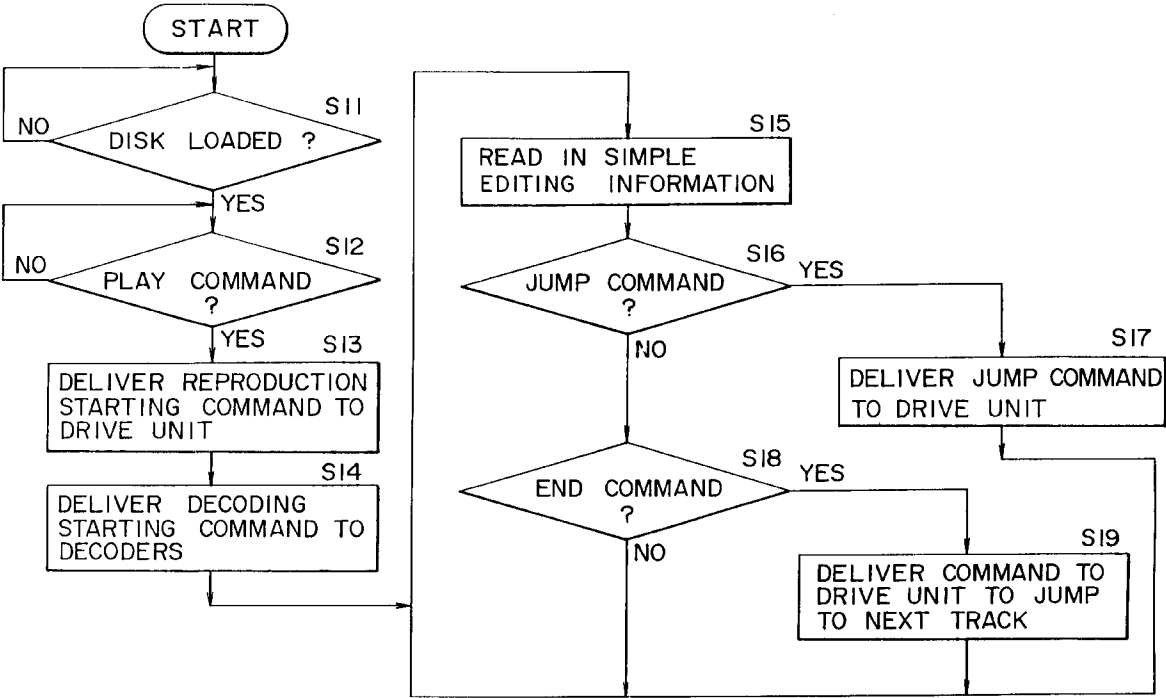 START
S11
NO
DISK LOADED ?
YES
S12
NO
PLAY COMMAND
?
YES
S13
DELIVER REPRODUCTION
STARTING COMMAND TO
DRIVE UNIT
S14
DELIVER DECODING
STARTING COMMAND TO
DECODERS
S15
READ IN SIMPLE
EDITING INFORMATION
S16
YES
JUMP COMMAND
?
NO
S17
DELIVER JUMP COMMAND
TO DRIVE UNIT
S18
YES
END COMMAND
?
NO
S19
DELIVER COMMAND TO
DRIVE UNIT TO JUMP
TO NEXT TRACK